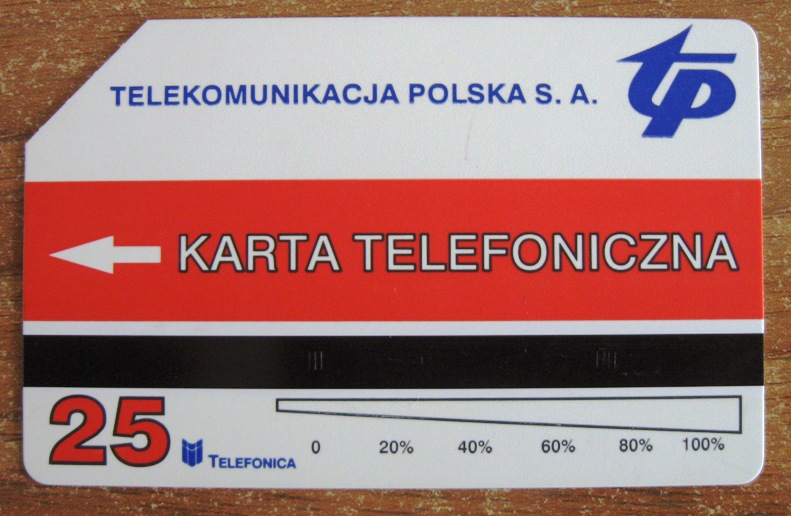 TELEKOMUNIKACJA POLSKA S. A.
tp
KARTA TELEFONICZNA
25
TELEFONICA
0 20% 40% 60% 80% 100%